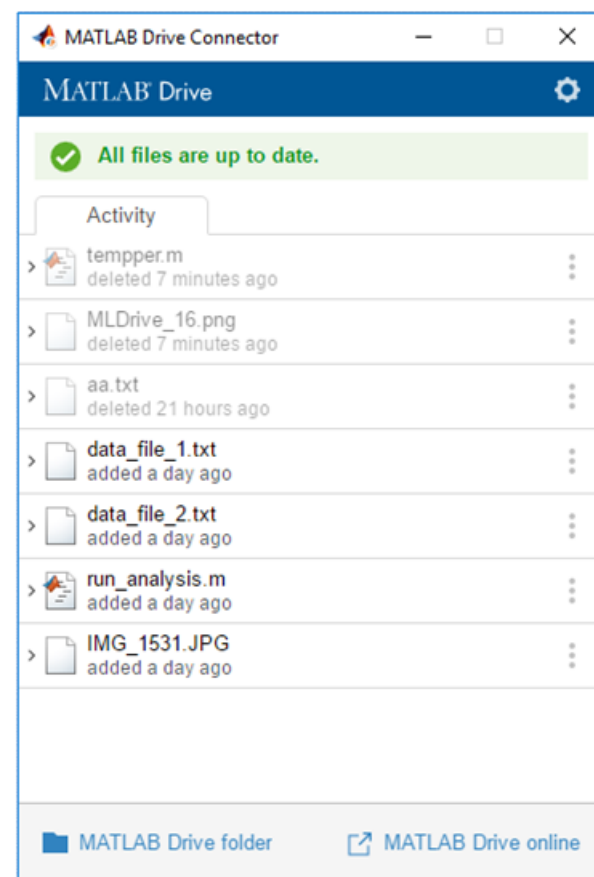 MATLAB Drive Connector
MATLAB® Drive
All files are up to date.
Activity
tempper.m
deleted 7 minutes ago
MLDrive_16.png
deleted 7 minutes ago
aa.txt
deleted 21 hours ago
data_file_1.txt
added a day ago
data_file_2.txt
added a day ago
run_analysis.m
added a day ago
IMG_1531.JPG
added a day ago
MATLAB Drive folder MATLAB Drive online